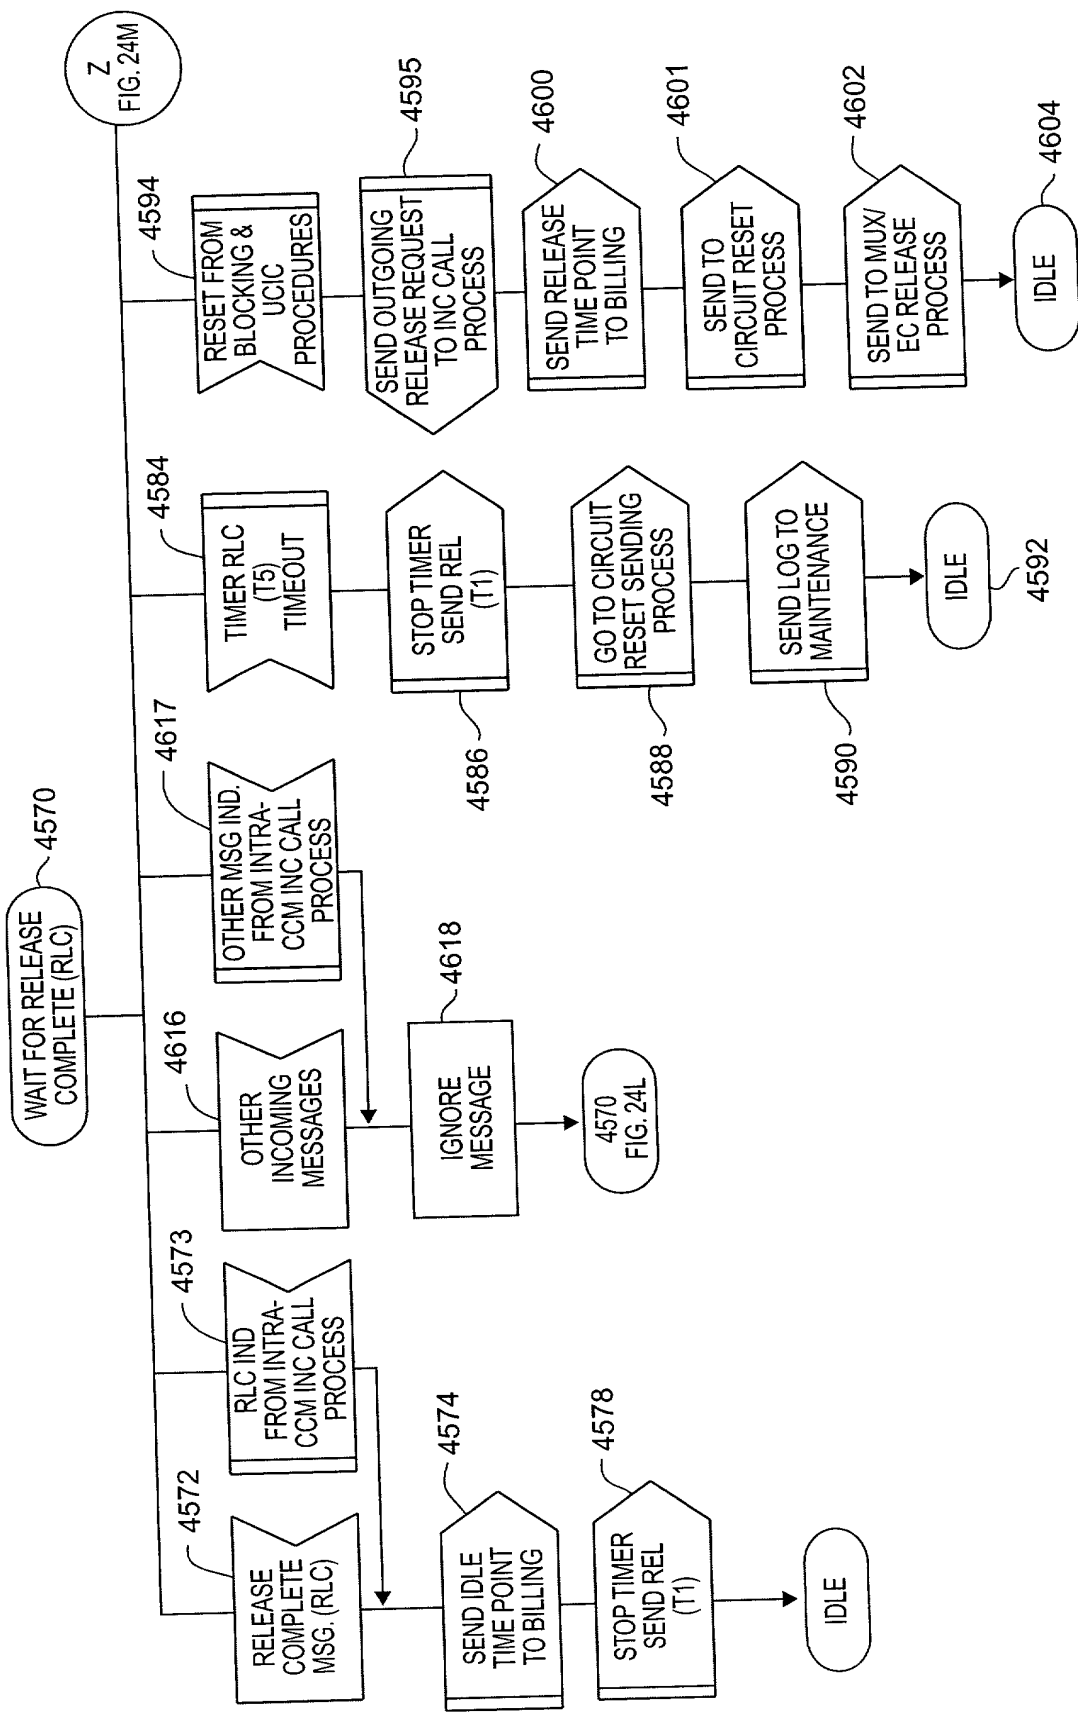 WAIT FOR RELEASE
COMPLETE (RLC)
4570
Z
FIG. 24M
4572
RELEASE
COMPLETE
MSG. (RLC)
4573
RLC IND
FROM INTRA-
CCM INC CALL
PROCESS
4574
SEND IDLE
TIME POINT
TO BILLING
4578
STOP TIMER
SEND REL
(T1)
IDLE
4616
OTHER
INCOMING
MESSAGES
4617
OTHER MSG IND.
FROM INTRA-
CCM INC CALL
PROCESS
4618
IGNORE
MESSAGE
4570
FIG. 24L
4584
TIMER RLC
(T5)
TIMEOUT
4586
STOP TIMER
SEND REL
(T1)
4588
GO TO CIRCUIT
RESET SENDING
PROCESS
4590
SEND LOG TO
MAINTENANCE
IDLE
4592
4594
RESET FROM
BLOCKING &
UCIC
PROCEDURES
4595
SEND OUTGOING
RELEASE REQUEST
TO INC CALL
PROCESS
4600
SEND RELEASE
TIME POINT
TO BILLING
4601
SEND TO
CIRCUIT RESET
PROCESS
4602
SEND TO MUX/
EC RELEASE
PROCESS
4604
IDLE